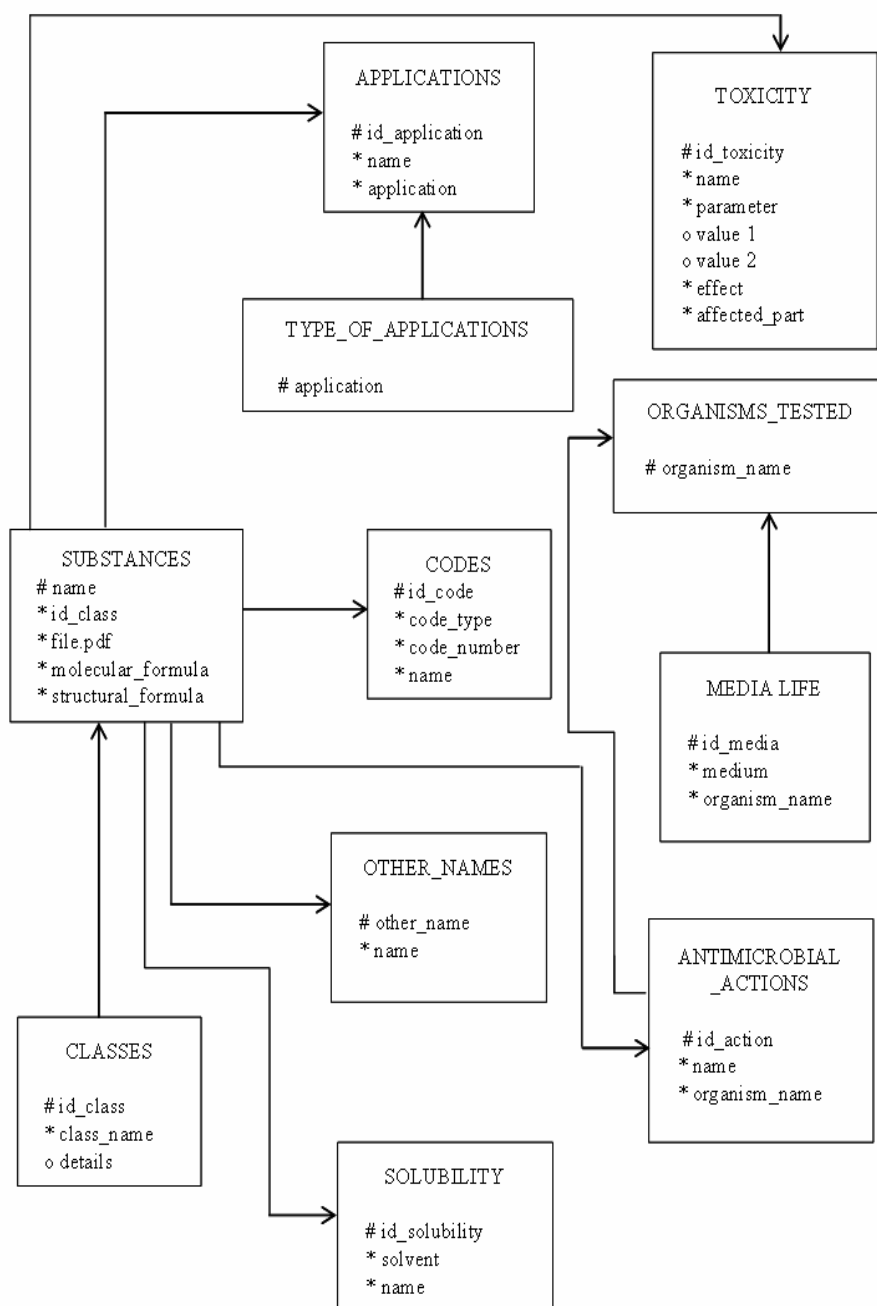 APPLICATIONS
# id_application
* name
* application
TOXICITY
# id_toxicity
* name
* parameter
o value 1
o value 2
* effect
* affected_part
TYPE_OF_APPLICATIONS
# application
ORGANISMS_TESTED
# organism_name
SUBSTANCES
# name
* id_class
* file.pdf
* molecular_formula
* structural_formula
CODES
# id_code
* code_type
* code_number
* name
MEDIA LIFE
# id_media
* medium
* organism_name
OTHER_NAMES
# other_name
* name
ANTIMICROBIAL
_ACTIONS
# id_action
* name
* organism_name
CLASSES
# id_class
* class_name
o details
SOLUBILITY
# id_solubility
* solvent
* name